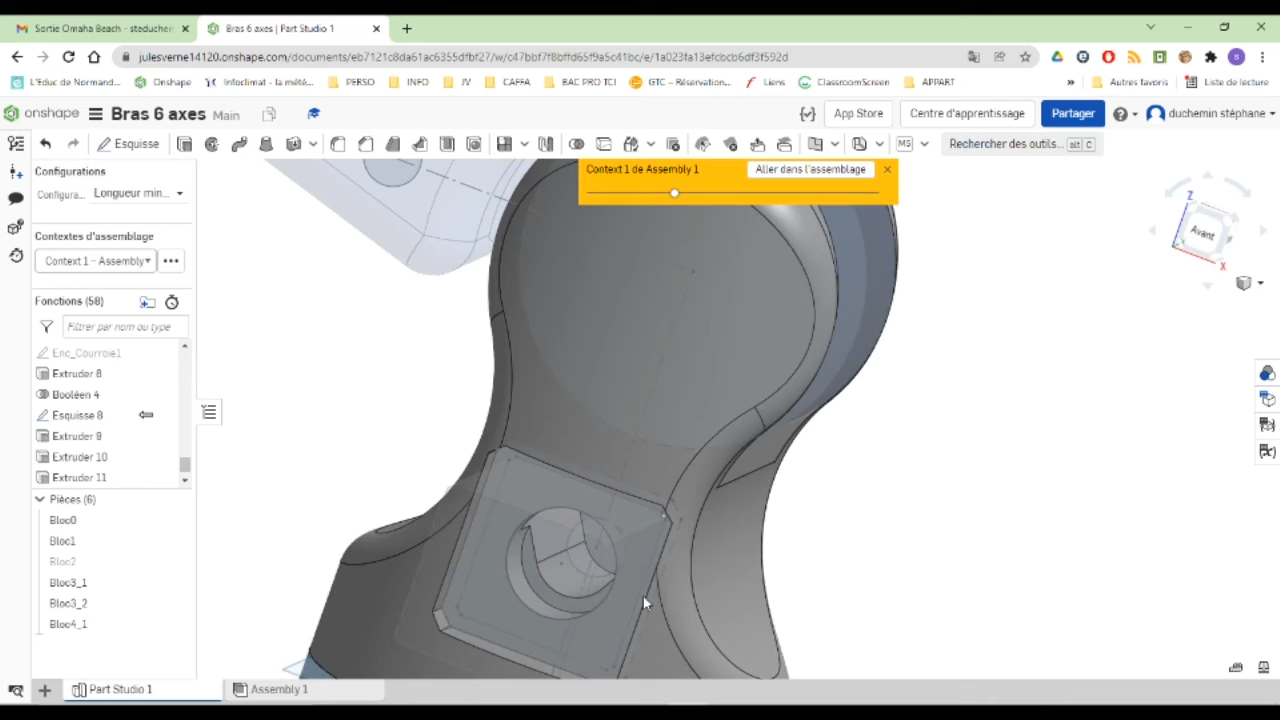 Sortie Omaha Beach - steducher
Bras 6 axes | Part Studio 1
julesverne14120.onshape.com/documents/eb7121c8da61ac6355dfbf27/w/c47bbf7f8bffd65f9a5c41bc/e/1a023fa13efcbcb6df3f592d
L'Educ de Normand... Onshape Infoclimat - la mété... PERSO INFO JV CAFFA BAC PRO TCI GTC – Réservation... Liens ClassroomScreen APPART » Autres favoris Liste de lecture
onshape Bras 6 axes Main App Store Centre d'apprentissage Partager duchemin stéphane
Esquisse Rechercher des outils... alt C
Configurations
Configura... Longueur min...
Context 1 de Assembly 1 Aller dans l'assemblage
Contextes d'assemblage
Context 1 – Assembly
Fonctions (58)
Filtrer par nom ou type
Enc_Courroie1
Extruder 8
Booléen 4
Esquisse 8
Extruder 9
Extruder 10
Extruder 11
Pièces (6)
Bloc0
Bloc1
Bloc2
Bloc3_1
Bloc3_2
Bloc4_1
Z
Avant
X
Part Studio 1
Assembly 1